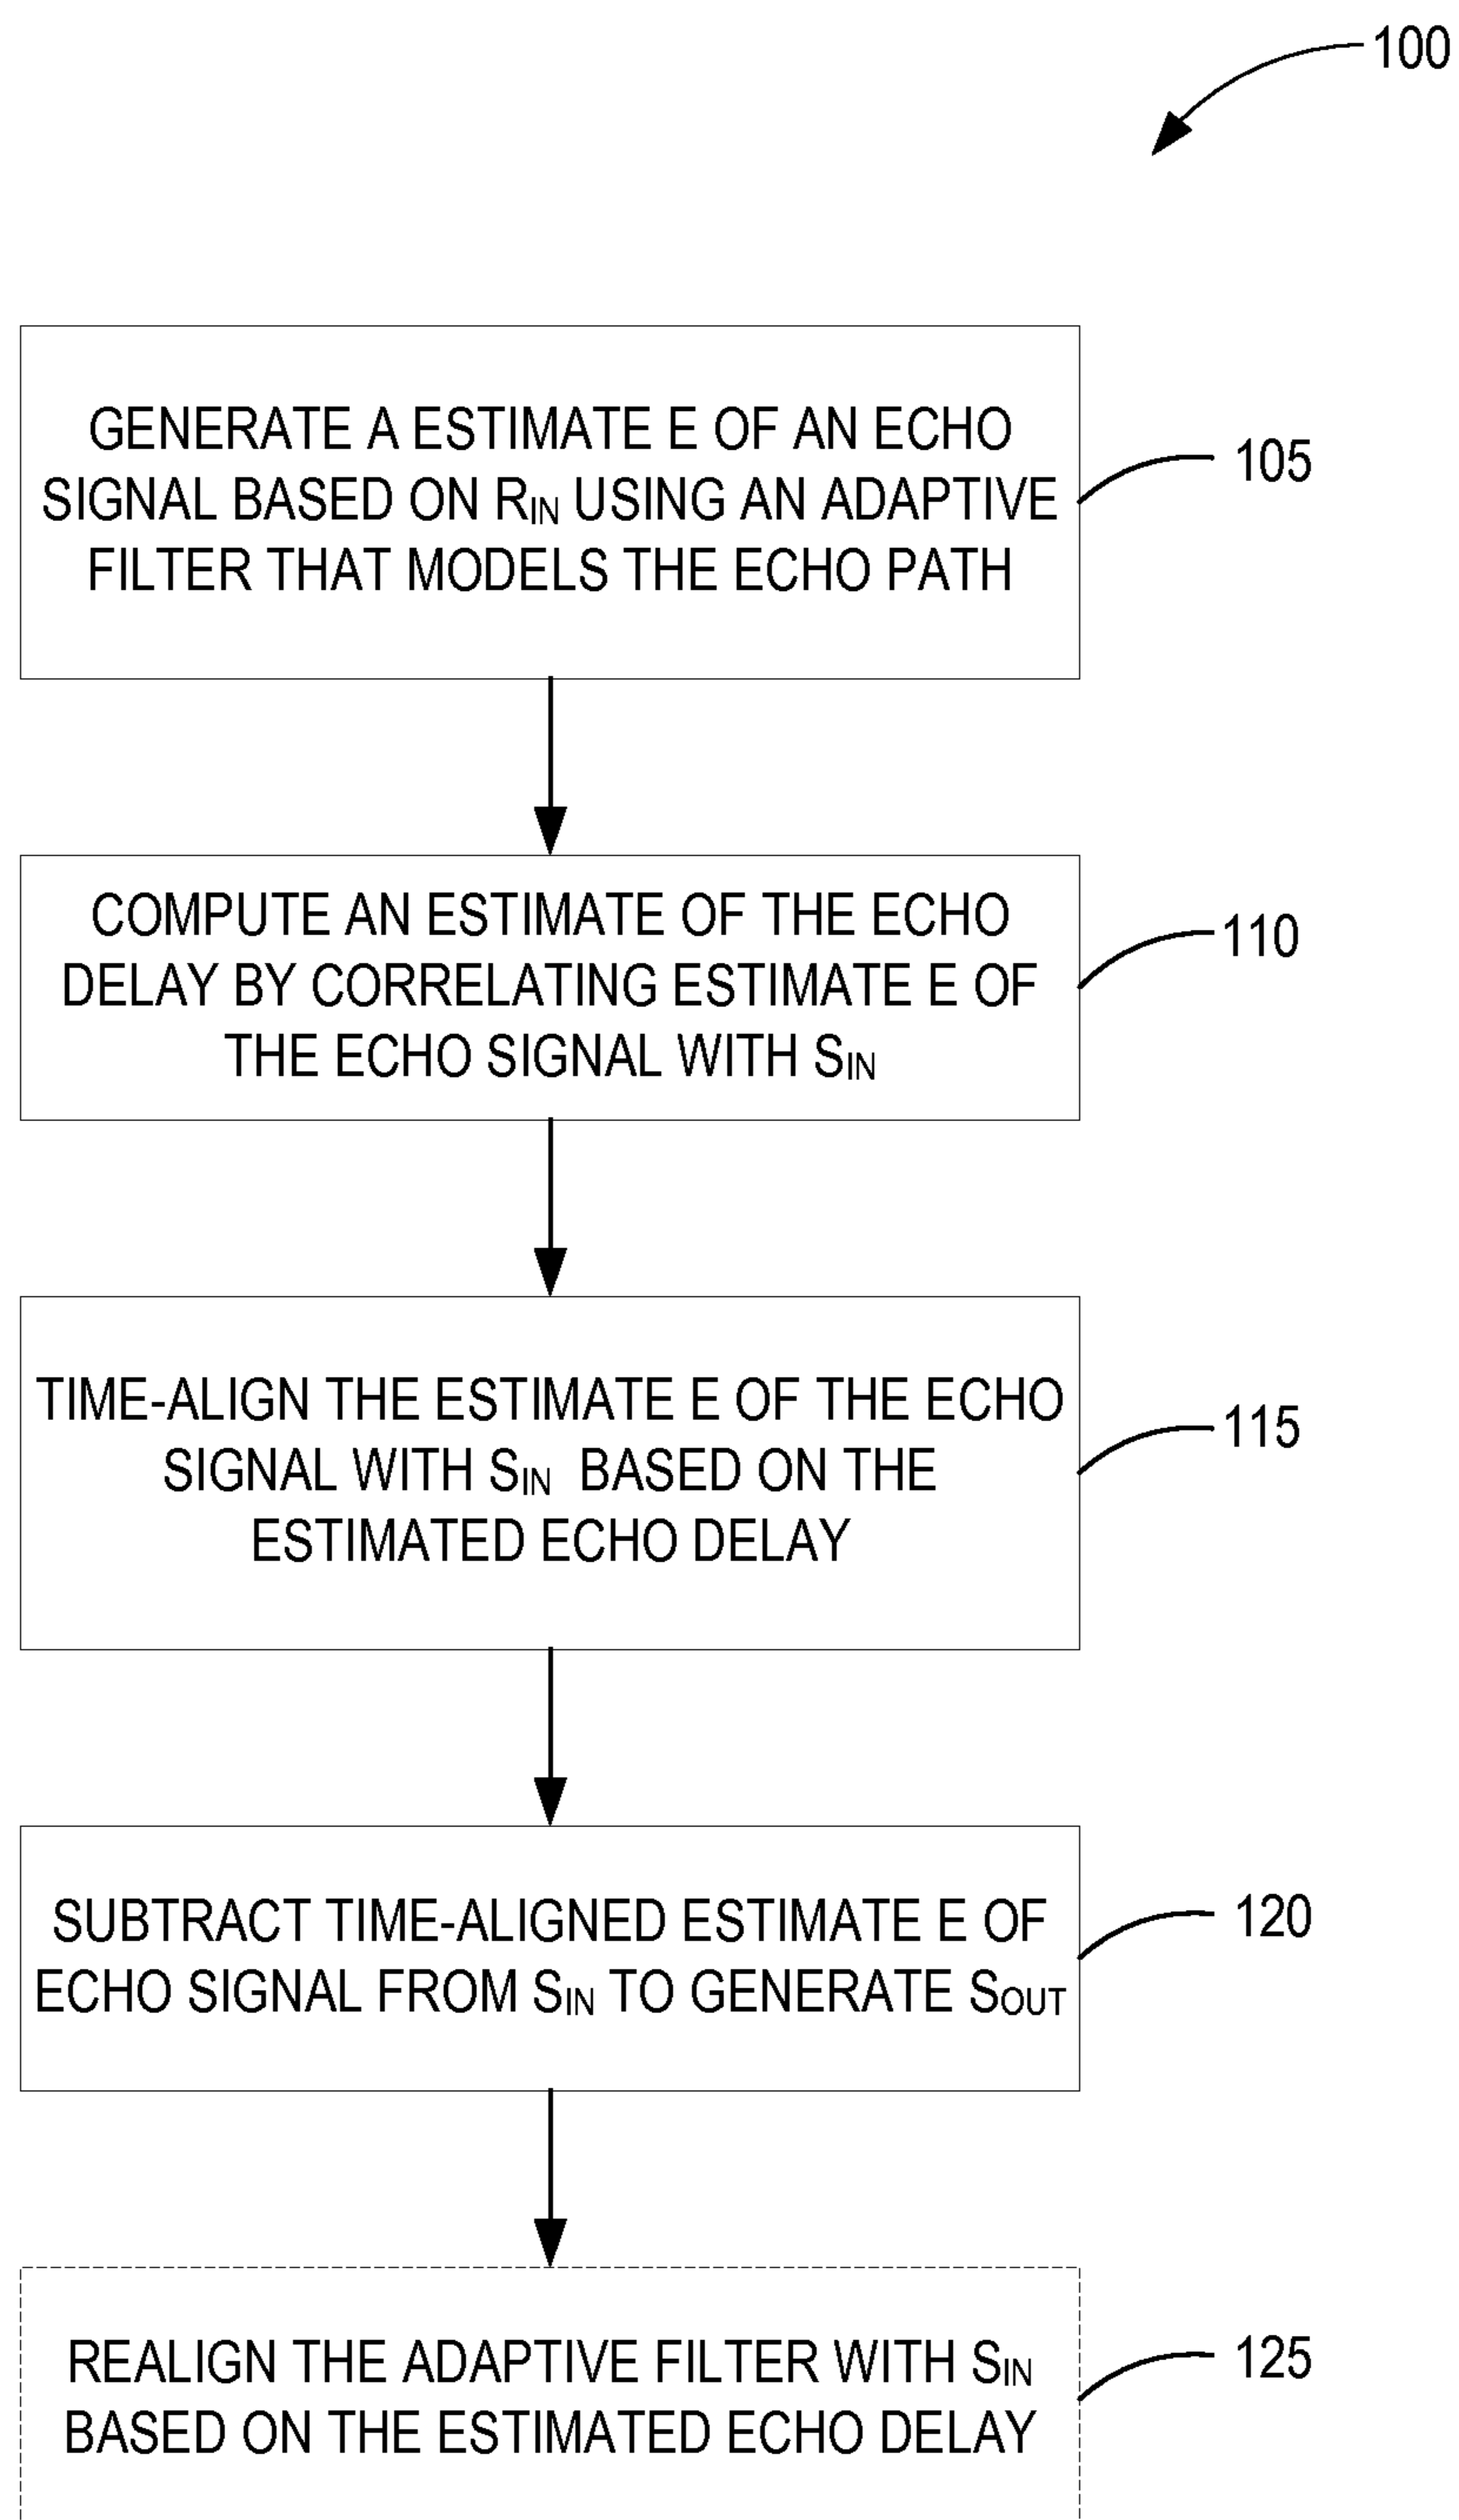 100
GENERATE A ESTIMATE E OF AN ECHO
SIGNAL BASED ON RIN USING AN ADAPTIVE
FILTER THAT MODELS THE ECHO PATH
105
COMPUTE AN ESTIMATE OF THE ECHO
DELAY BY CORRELATING ESTIMATE E OF
THE ECHO SIGNAL WITH SIN
110
TIME-ALIGN THE ESTIMATE E OF THE ECHO
SIGNAL WITH SIN BASED ON THE
ESTIMATED ECHO DELAY
115
SUBTRACT TIME-ALIGNED ESTIMATE E OF
ECHO SIGNAL FROM SIN TO GENERATE SOUT
120
REALIGN THE ADAPTIVE FILTER WITH SIN
BASED ON THE ESTIMATED ECHO DELAY
125